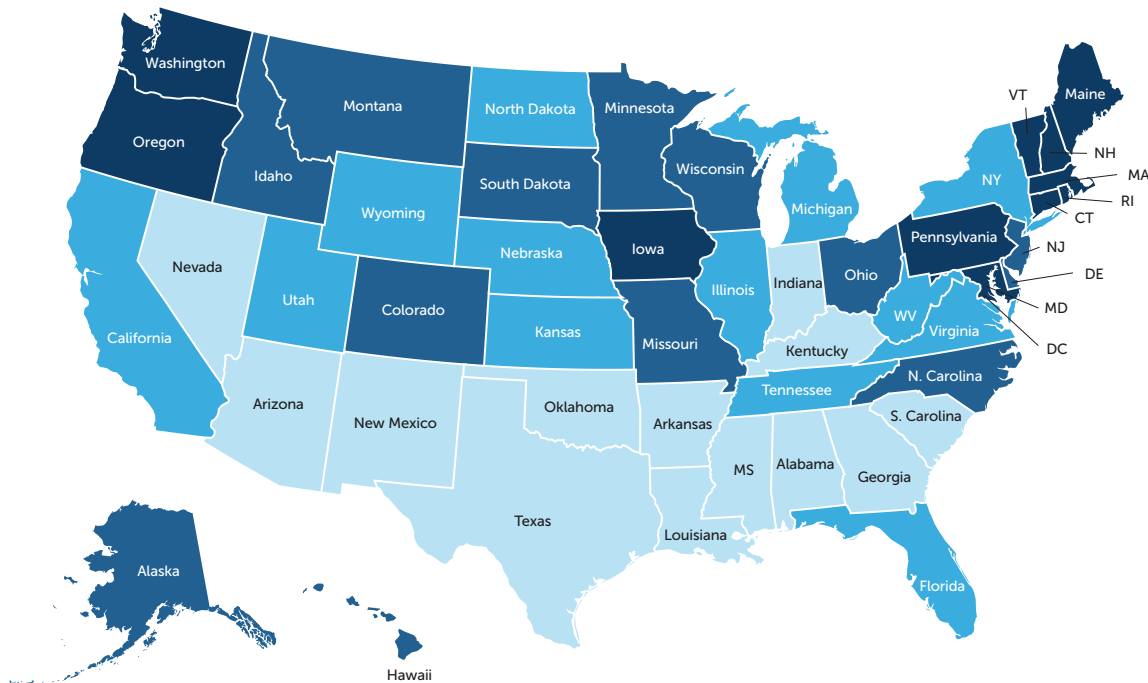 Washington
Oregon
Idaho
Montana
North Dakota
Minnesota
Wisconsin
South Dakota
Wyoming
Nebraska
Iowa
Michigan
Illinois
Indiana
Ohio
Pennsylvania
NY
VT
Maine
NH
MA
RI
CT
NJ
DE
MD
DC
Nevada
California
Utah
Colorado
Kansas
Missouri
Kentucky
WV
Virginia
Tennessee
N. Carolina
S. Carolina
Arizona
New Mexico
Oklahoma
Arkansas
MS
Alabama
Georgia
Texas
Louisiana
Florida
Alaska
Hawaii